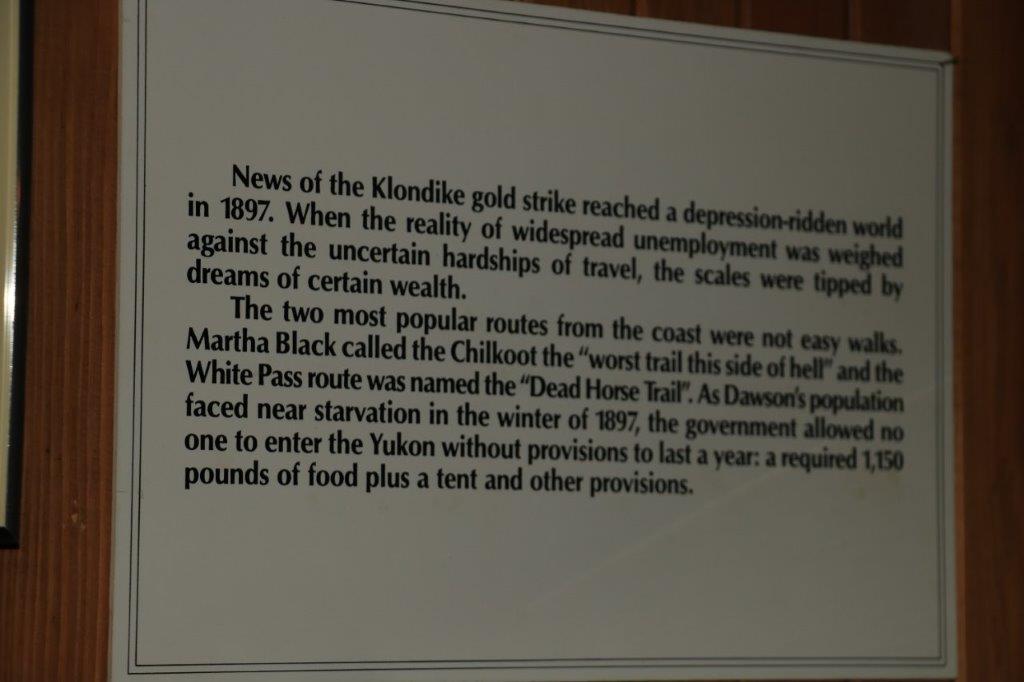 News of the Klondike gold strike reached a depression-ridden world
in 1897. When the reality of widespread unemployment was weighed
against the uncertain hardships of travel, the scales were tipped by
dreams of certain wealth.
The two most popular routes from the coast were not easy walks.
Martha Black called the Chilkoot the “worst trail this side of hell” and the
White Pass route was named the “Dead Horse Trail”. As Dawson's population
faced near starvation in the winter of 1897, the government allowed no
one to enter the Yukon without provisions to last a year: a required 1,150
pounds of food plus a tent and other provisions.